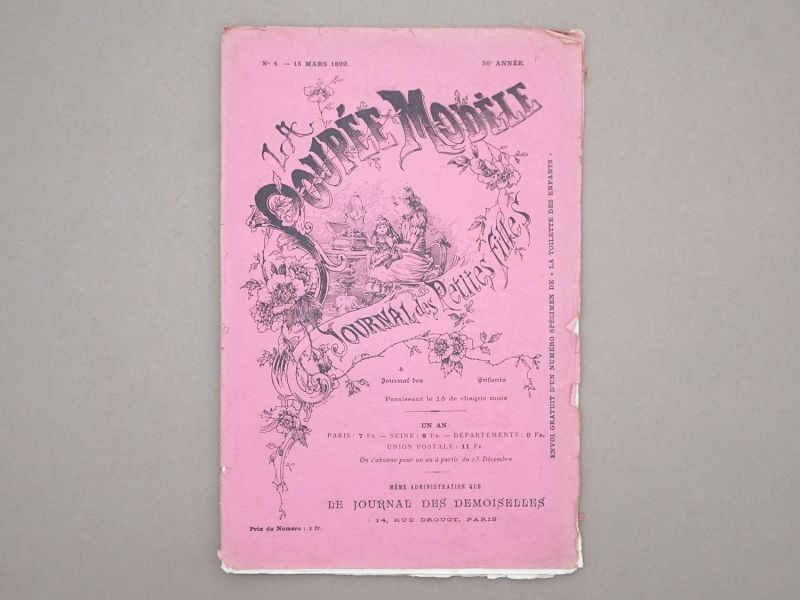 No 4. — 15 MARS 1899.
36e ANNÉE.
LA
POUPÉE MODÈLE
JOURNAL des Petites filles
&
Journal des Enfants
Paraissant le 15 de chaque mois
UN AN:
PARIS : 7 Fr. — SEINE : 8 Fr. — DÉPARTEMENTS : 9 Fr.
UNION POSTALE : 11 Fr.
On s'abonne pour un an à partir du 15 Décembre
MÊME ADMINISTRATION QUE
LE JOURNAL DES DEMOISELLES
14, RUE DROUOT, PARIS
Prix du Numéro : 1 fr.
ENVOI GRATUIT D'UN NUMÉRO SPÉCIMEN DE « LA TOILETTE DES ENFANTS »